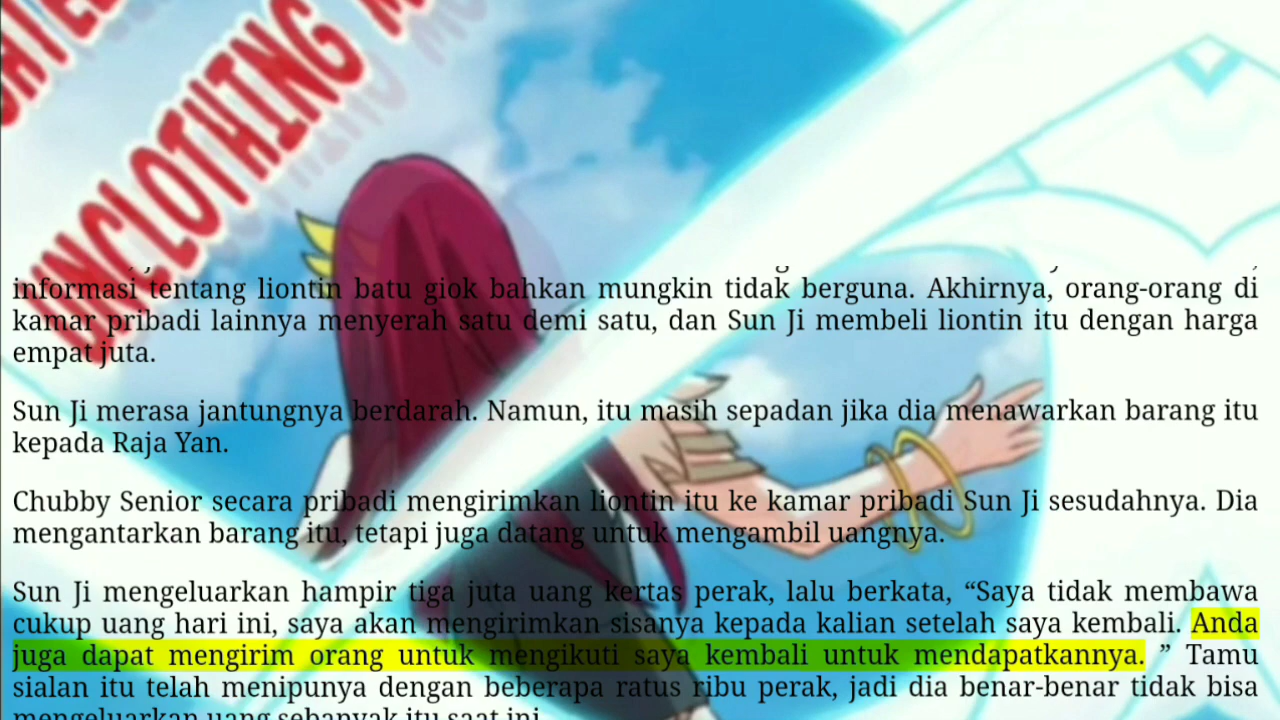 UNCLOTHING
informasi tentang liontin batu giok bahkan mungkin tidak berguna. Akhirnya, orang-orang di
kamar pribadi lainnya menyerah satu demi satu, dan Sun Ji membeli liontin itu dengan harga
empat juta.
Sun Ji merasa jantungnya berdarah. Namun, itu masih sepadan jika dia menawarkan barang itu
kepada Raja Yan.
Chubby Senior secara pribadi mengirimkan liontin itu ke kamar pribadi Sun Ji sesudahnya. Dia
mengantarkan barang itu, tetapi juga datang untuk mengambil uangnya.
Sun Ji mengeluarkan hampir tiga juta uang kertas perak, lalu berkata, “Saya tidak membawa
cukup uang hari ini, saya akan mengirimkan sisanya kepada kalian setelah saya kembali. Anda
juga dapat mengirim orang untuk mengikuti saya kembali untuk mendapatkannya. ” Tamu
sialan itu telah menipunya dengan beberapa ratus ribu perak, jadi dia benar-benar tidak bisa
mengeluarkan uang sebanyak itu saat ini.